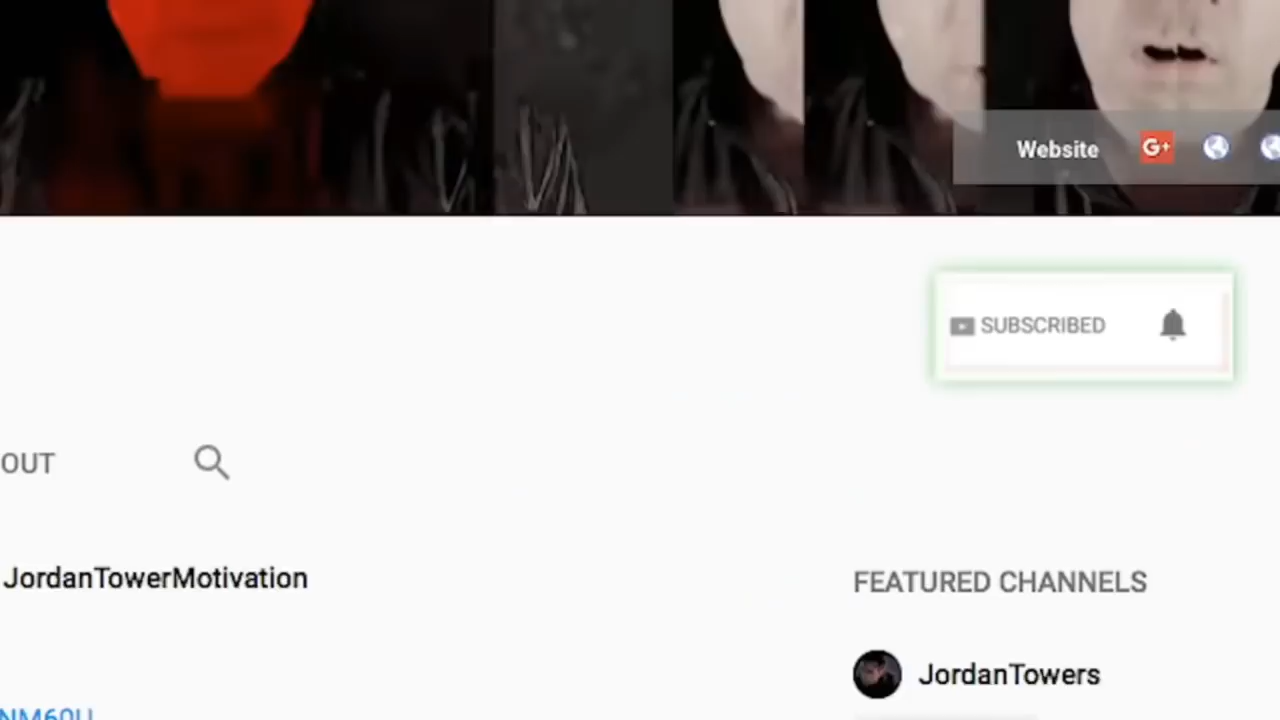 Website G+
SUBSCRIBED
OUT
JordanTowerMotivation
FEATURED CHANNELS
JordanTowers